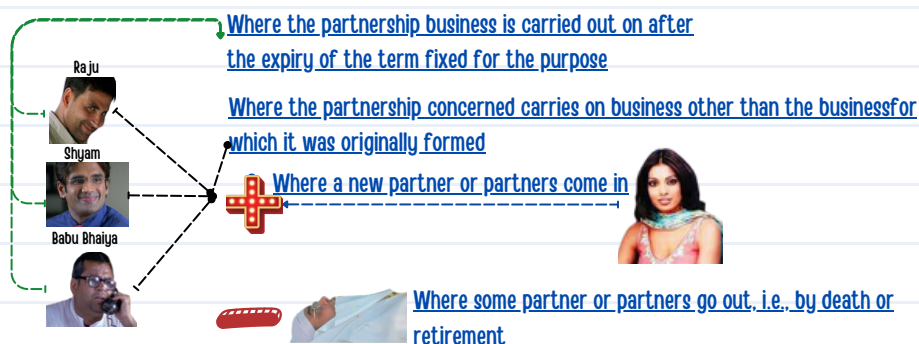 Where the partnership business is carried out on after
the expiry of the term fixed for the purpose
Raju
Where the partnership concerned carries on business other than the businessfor
which it was originally formed
Shyam
Where a new partner or partners come in
Babu Bhaiya
Where some partner or partners go out, i.e., by death or
retirement